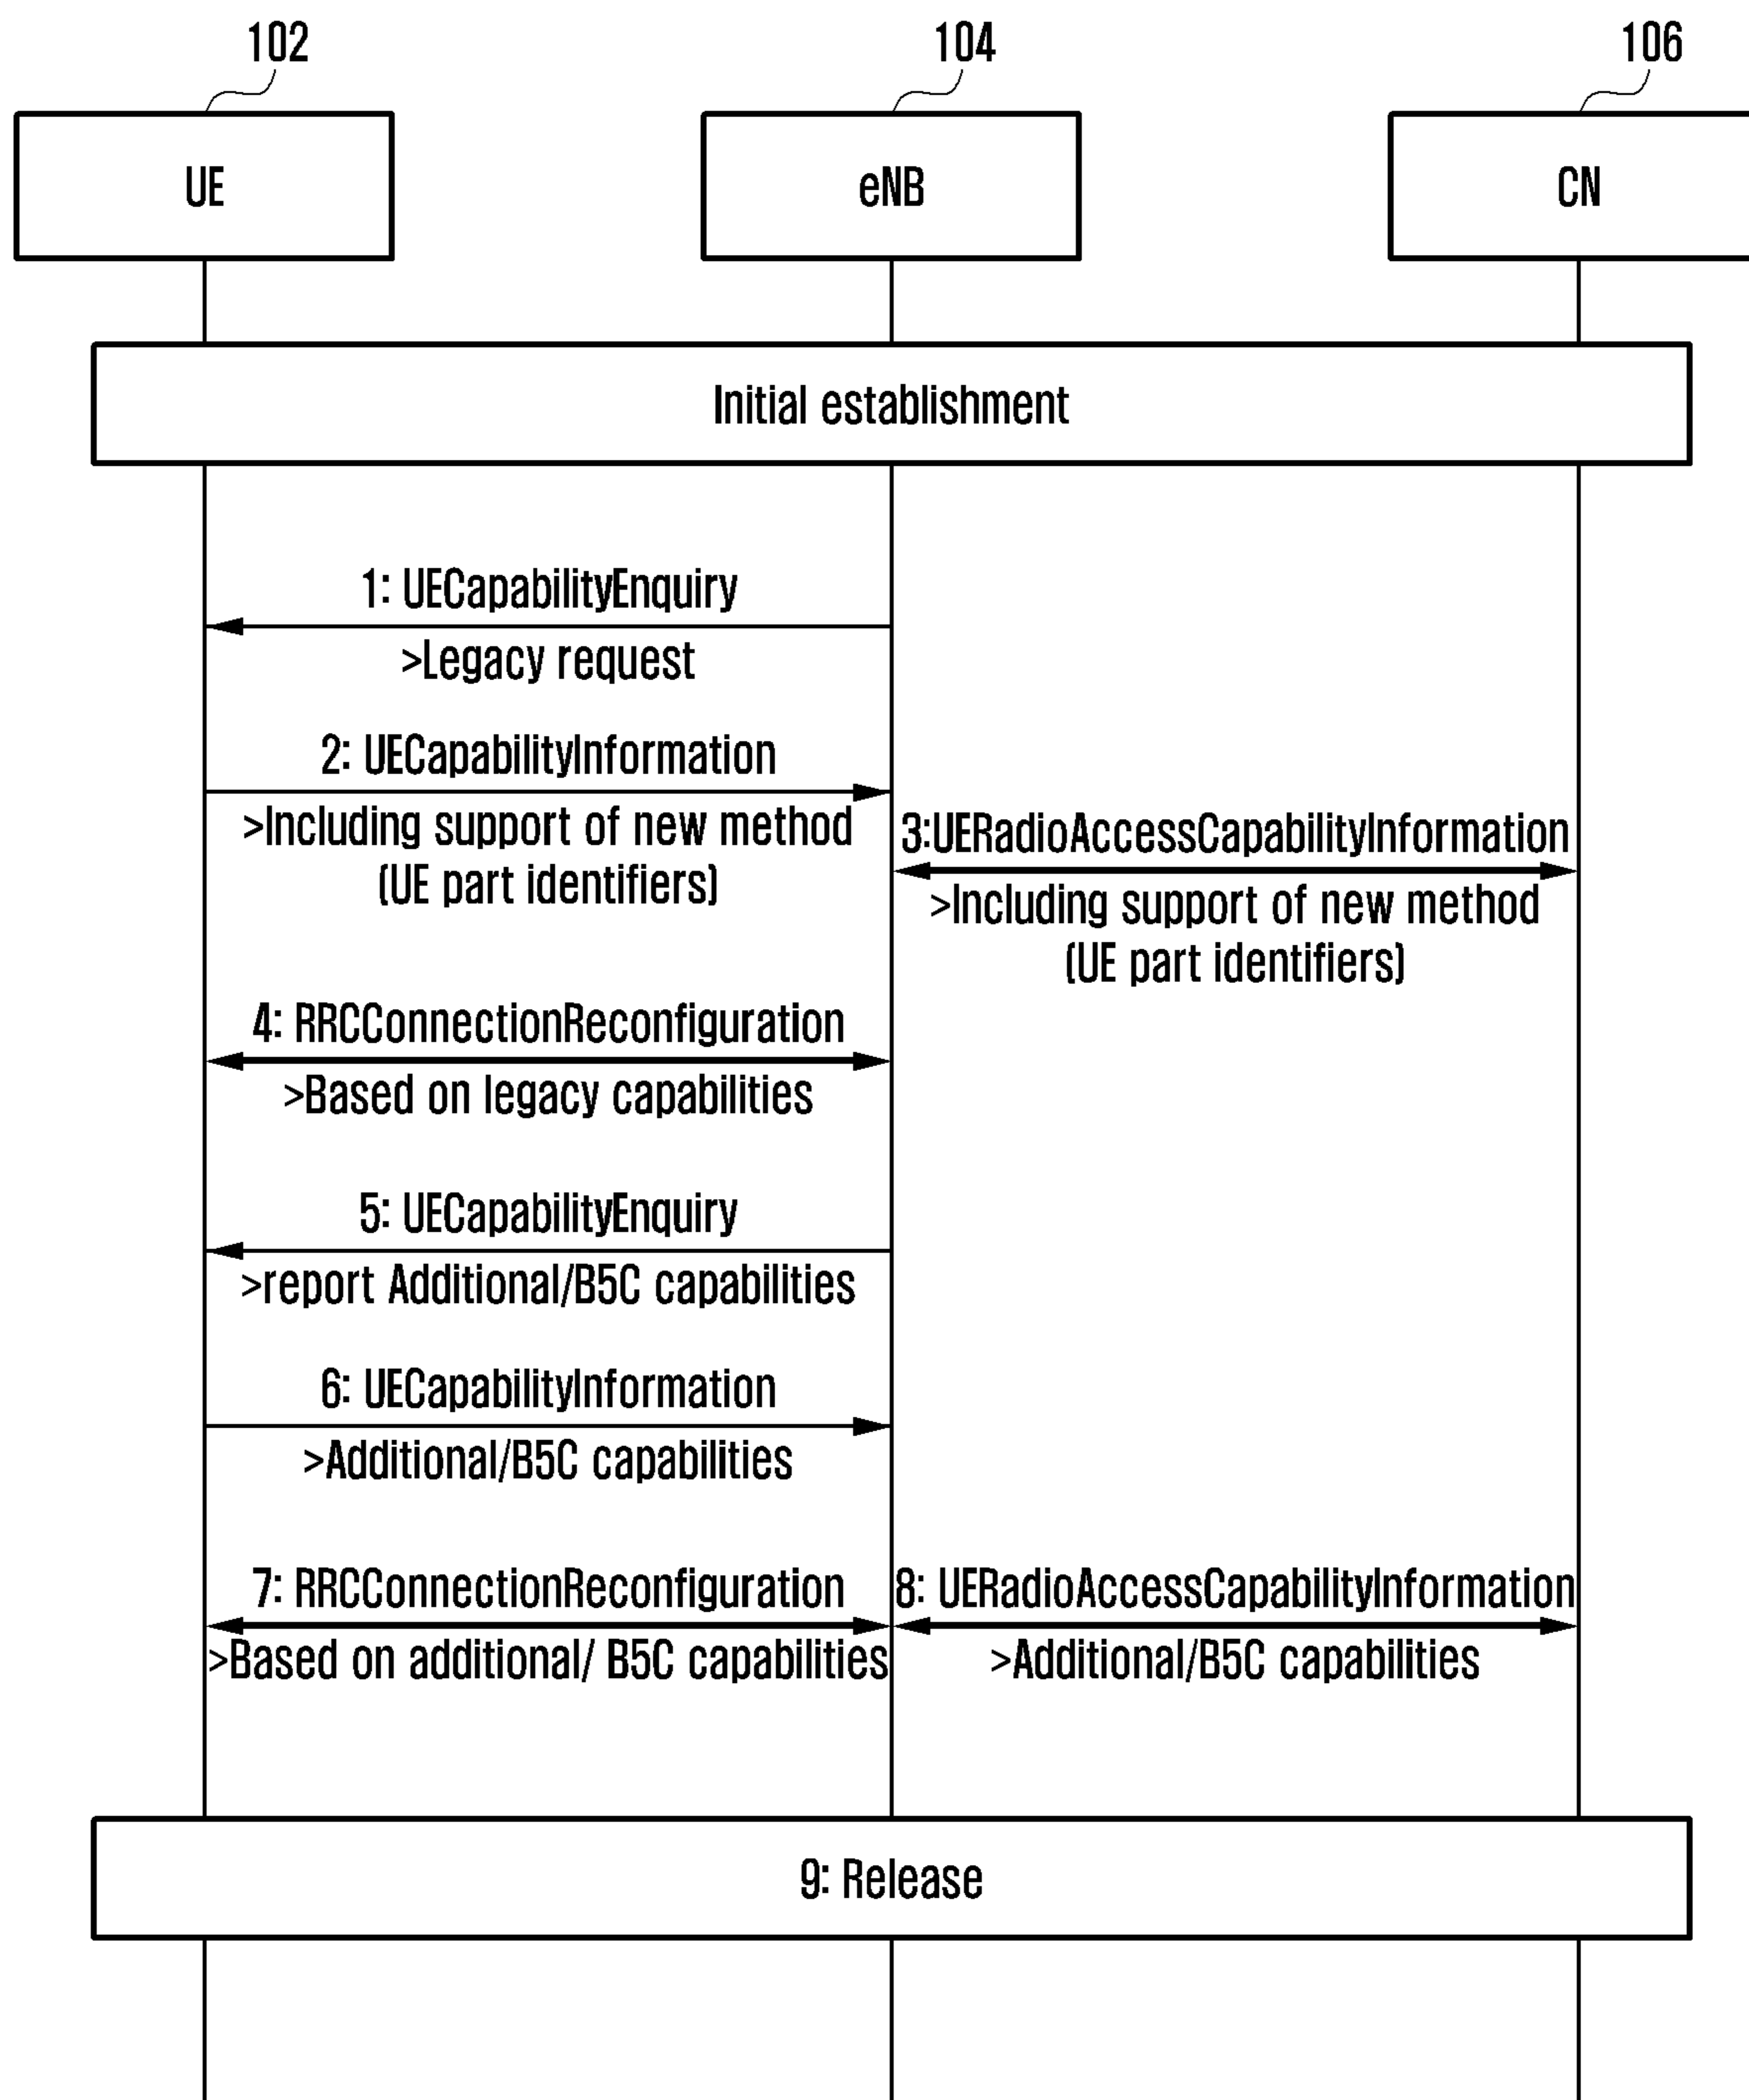 102
104
106
UE
eNB
CN
Initial establishment
1: UECapabilityEnquiry
>Legacy request
2: UECapabilityInformation
>Including support of new method
(UE part identifiers)
3:UERadioAccessCapabilityInformation
>Including support of new method
(UE part identifiers)
4: RRCConnectionReconfiguration
>Based on legacy capabilities
5: UECapabilityEnquiry
>report Additional/B5C capabilities
6: UECapabilityInformation
>Additional/B5C capabilities
7: RRCConnectionReconfiguration
>Based on additional/ B5C capabilities
8: UERadioAccessCapabilityInformation
>Additional/B5C capabilities
9: Release